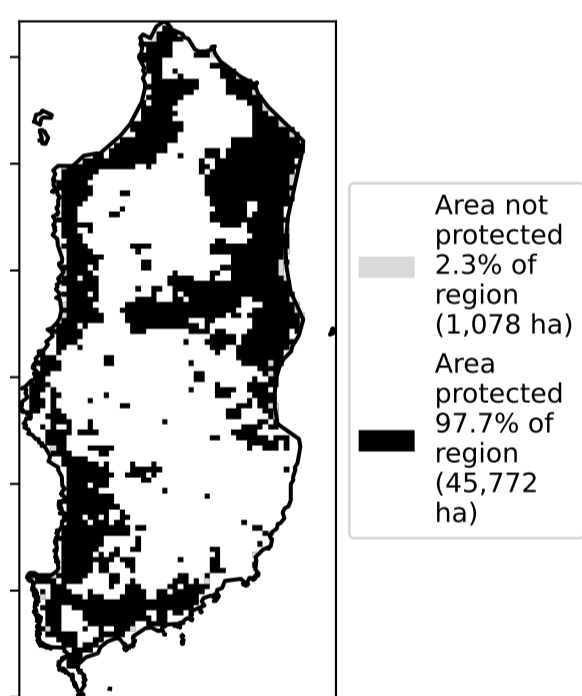 Area not
protected
2.3% of
region
(1,078 ha)
Area
protected
97.7% of
region
(45,772
ha)